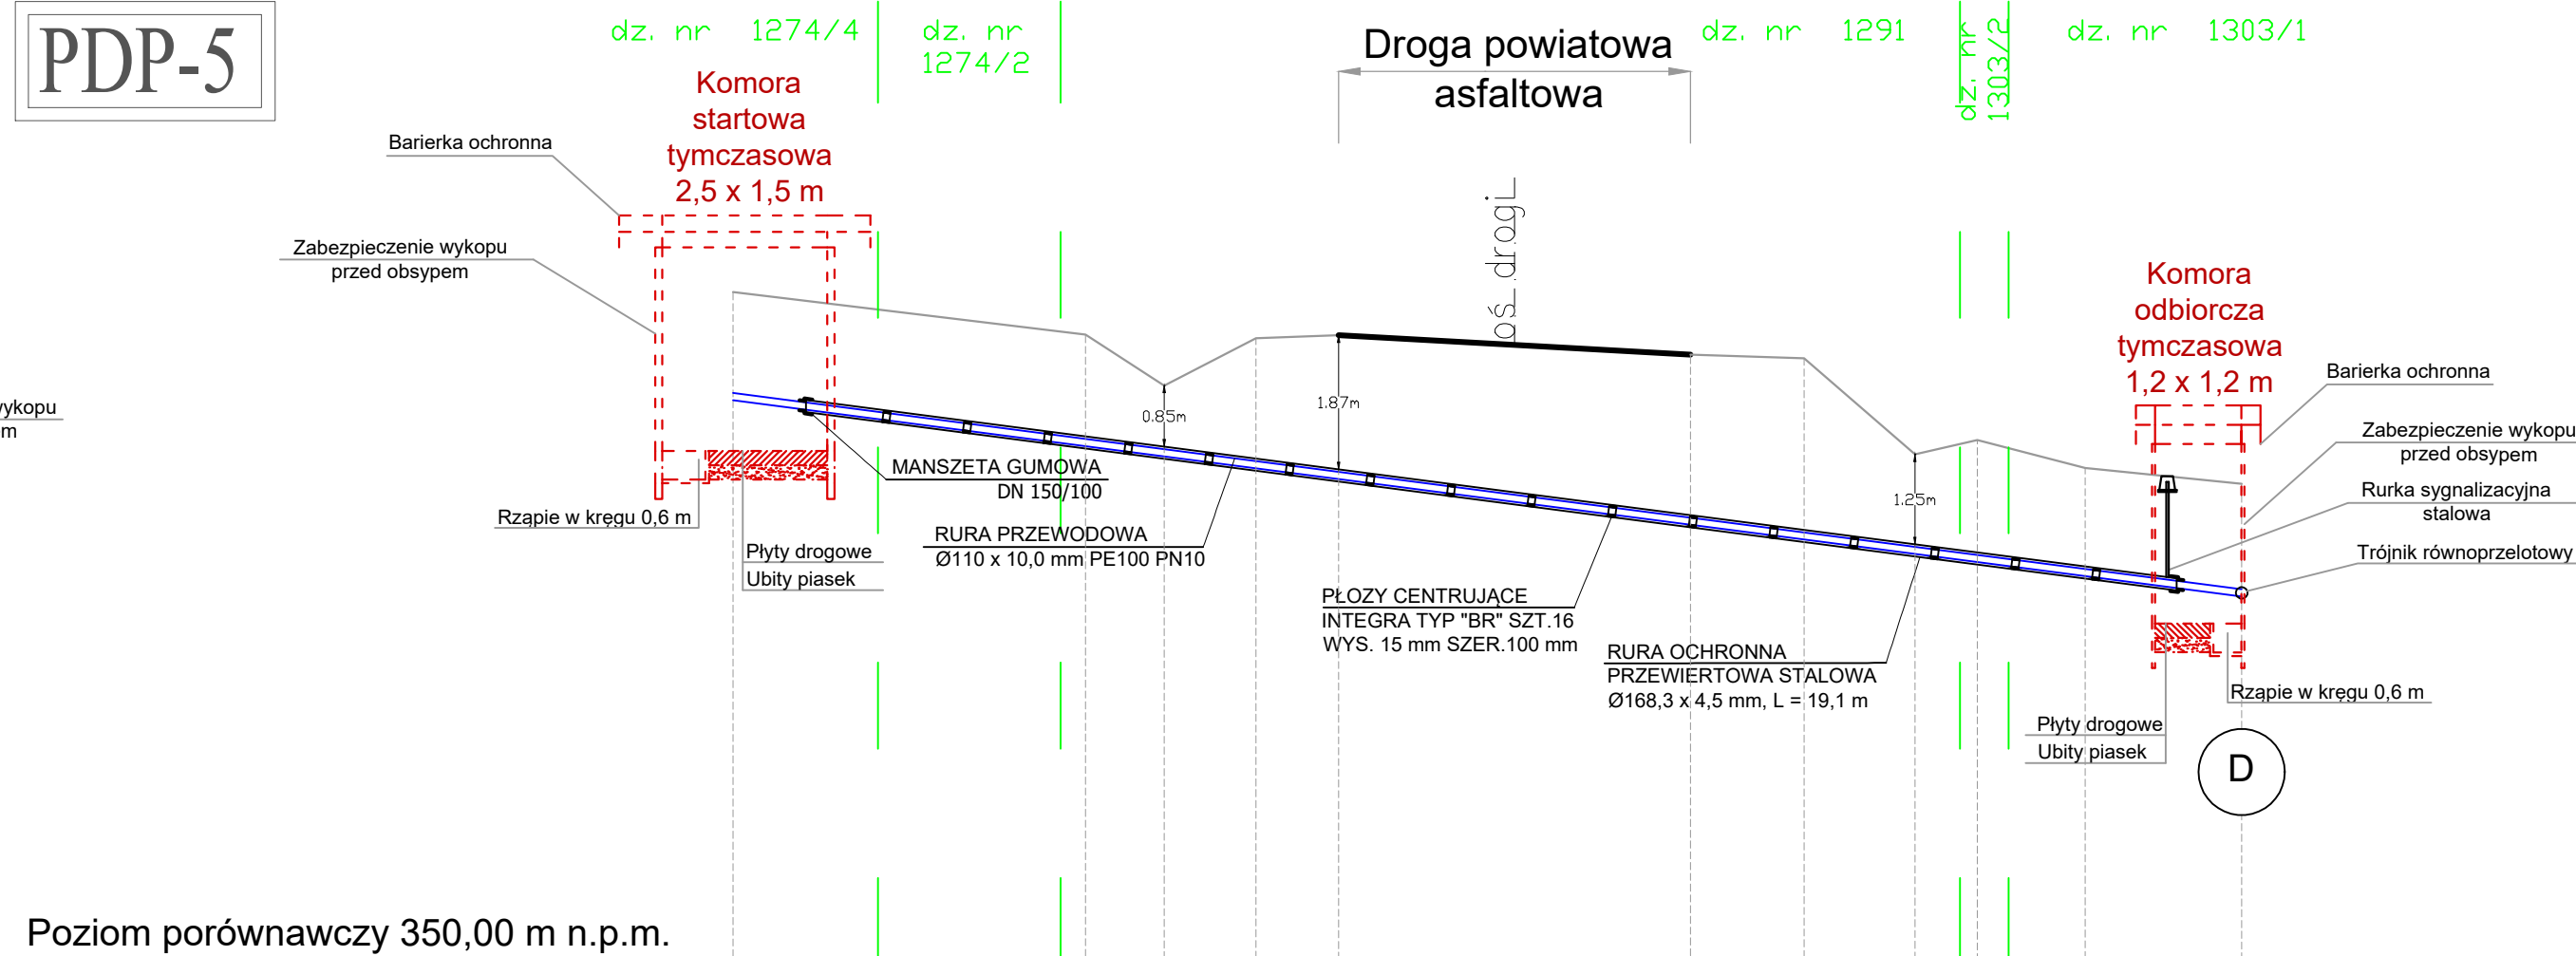 PDP-5
dz. nr 1274/4
dz. nr
1274/2
Droga powiatowa
asfaltowa
dz. nr 1291
dz. nr
1303/2
dz. nr 1303/1
Komora
startowa
tymczasowa
2,5 x 1,5 m
Barierka ochronna
Zabezpieczenie wykopu
przed obsypem
oś drogi
Komora
odbiorcza
tymczasowa
1,2 x 1,2 m
Barierka ochronna
Zabezpieczenie wykopu
przed obsypem
Rurka sygnalizacyjna
stalowa
Trójnik równoprzelotowy
wykopu
m
0.85m
1.87m
1.25m
MANSZETA GUMOWA
DN 150/100
Rząpie w kręgu 0,6 m
RURA PRZEWODOWA
Ø110 x 10,0 mm PE100 PN10
Płyty drogowe
Ubity piasek
PŁOZY CENTRUJĄCE
INTEGRA TYP "BR" SZT.16
WYS. 15 mm SZER.100 mm
RURA OCHRONNA
PRZEWIERTOWA STALOWA
Ø168,3 x 4,5 mm, L = 19,1 m
Rząpie w kręgu 0,6 m
Płyty drogowe
Ubity piasek
D
Poziom porównawczy 350,00 m n.p.m.